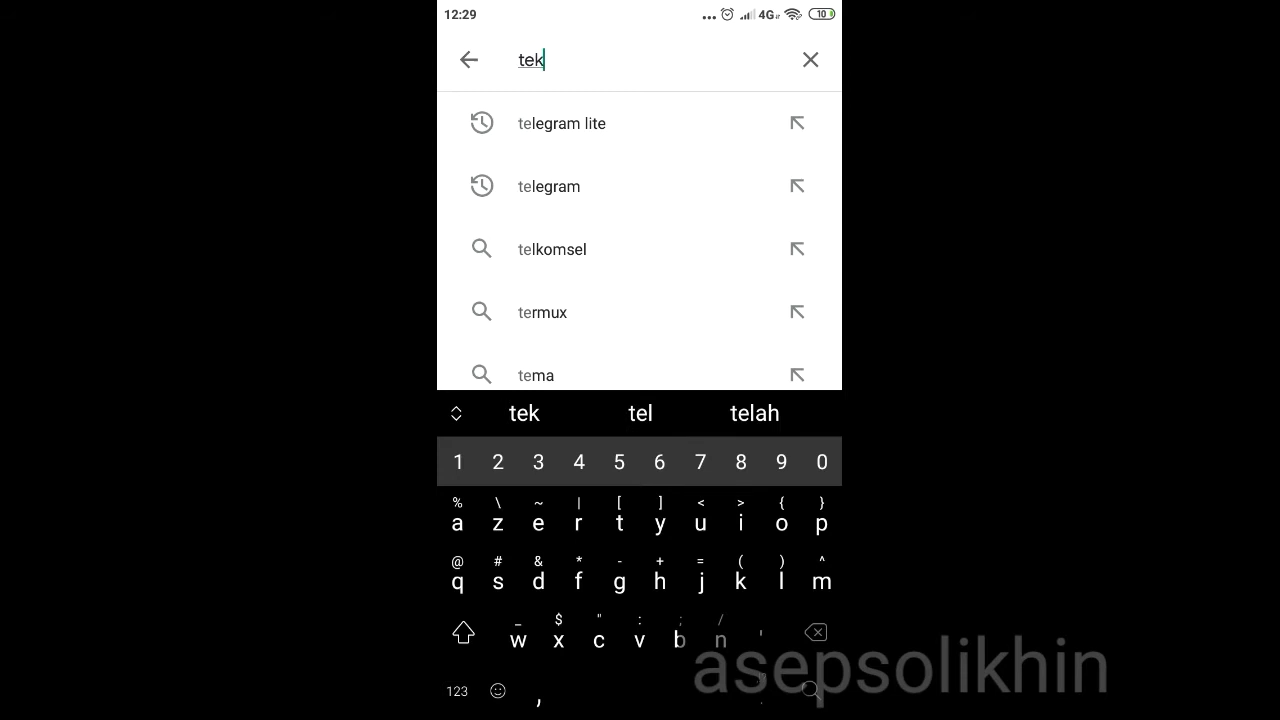 12:29 ... 4G 10
tek
telegram lite
telegram
telkomsel
termux
tema
tek tel telah
1 2 3 4 5 6 7 8 9 0
% \ ~ | [ ] < > { }
a z e r t y u i o p
@ # & * - + = ( ) ^
q s d f g h j k l m
_ $ " : ; /
w x c v b n '
asepsolikhin
123 ,